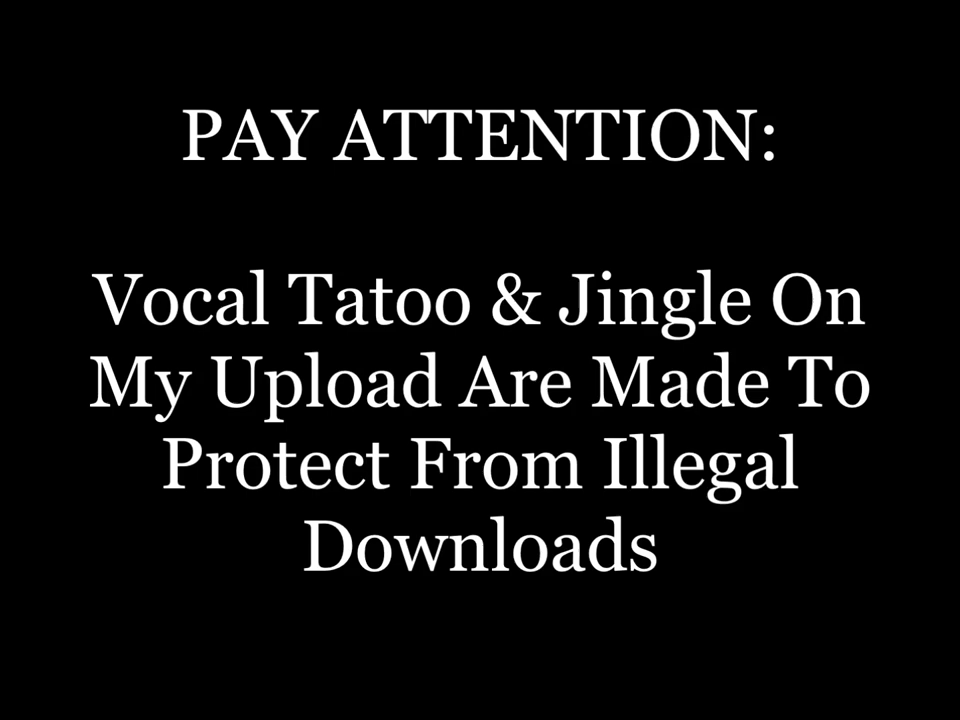 PAY ATTENTION:
Vocal Tatoo & Jingle On
My Upload Are Made To
Protect From Illegal
Downloads